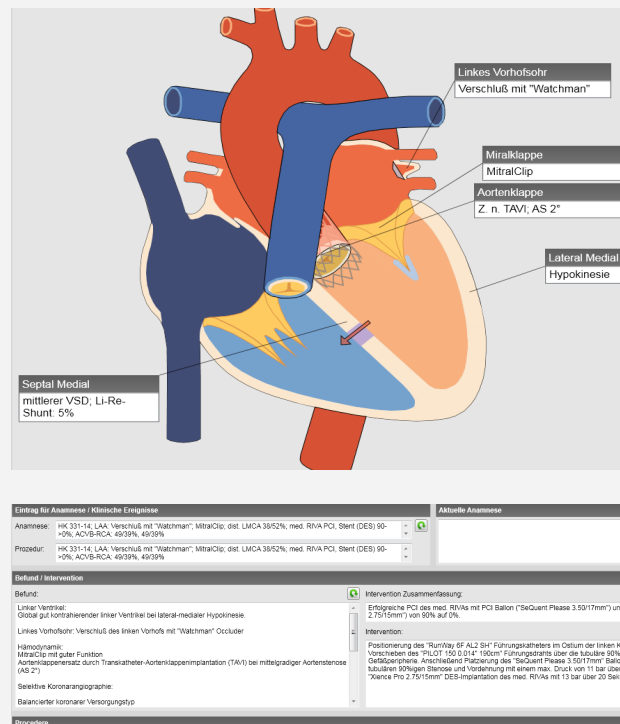 Linkes Vorhofsohr
Verschluß mit "Watchman"
Miralklappe
MitralClip
Aortenklappe
Z. n. TAVI; AS 2°
Lateral Medial
Hypokinesie
Septal Medial
mittlerer VSD; Li-Re-
Shunt: 5%
Eintrag für Anamnese / Klinische Ereignisse
Aktuelle Anamnese
Anamnese:
HK 331-14; LAA: Verschluß mit "Watchman"; MitralClip; dist. LMCA 38/52%; med. RIVA PCI, Stent (DES) 90-
>0%; ACVB-RCA: 49/39%, 49/39%
Prozedur:
HK 331-14; LAA: Verschluß mit "Watchman"; MitralClip; dist. LMCA 38/52%; med. RIVA PCI, Stent (DES) 90-
>0%; ACVB-RCA: 49/39%, 49/39%
Befund / Intervention
Befund:
Linker Ventrikel:
Global gut kontrahierender linker Ventrikel bei lateral-medialer Hypokinesie.
Linkes Vorhofsohr: Verschluß des linken Vorhofs mit "Watchman" Occluder
Hämodynamik:
MitralClip mit guter Funktion
Aortenklappenersatz durch Transkatheter-Aortenklappenimplantation (TAVI) bei mittelgradiger Aortenstenose
(AS 2°)
Selektive Koronarangiographie:
Balancierter koronarer Versorgungstyp
Intervention Zusammenfassung:
Erfolgreiche PCI des med. RIVAs mit PCI Ballon ("SeQuent Please 3.50/17mm") un
2.75/15mm") von 90% auf 0%.
Intervention:
Positionierung des "RunWay 6F AL2 SH" Führungskatheters im Ostium der linken K
Vorschieben des "PILOT 150 0.014" 190cm" Führungsdrahts über die tubuläre 90%
Gefäßperipherie. Anschließend Platzierung des "SeQuent Please 3.50/17mm" Ballo
tubulären 90%igen Stenose und Vordehnung mit einem max. Druck von 11 bar übe
"Xience Pro 2.75/15mm" DES-Implantation des med. RIVAs mit 13 bar über 20 Sek
Procedere